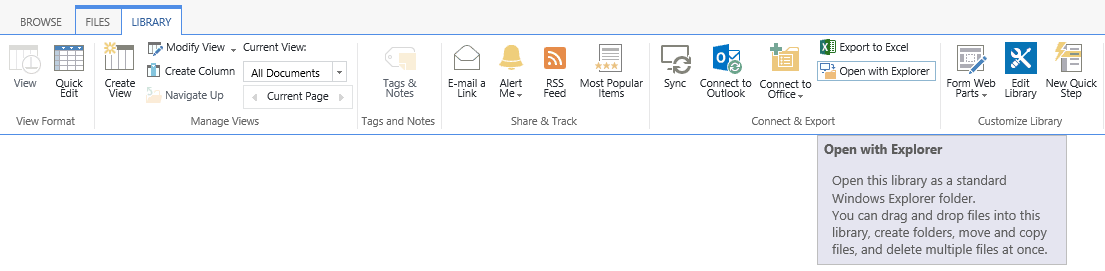 BROWSE FILES LIBRARY
View
Quick
Edit
View Format
Create
View
Modify View
Create Column
Navigate Up
Current View:
All Documents
Current Page
Manage Views
Tags &
Notes
Tags and Notes
E-mail a
Link
Alert
Me
RSS
Feed
Most Popular
Items
Share & Track
Sync
Connect to
Outlook
Connect to
Office
Export to Excel
Open with Explorer
Connect & Export
Form Web
Parts
Edit
Library
New Quick
Step
Customize Library
Open with Explorer
Open this library as a standard
Windows Explorer folder.
You can drag and drop files into this
library, create folders, move and copy
files, and delete multiple files at once.